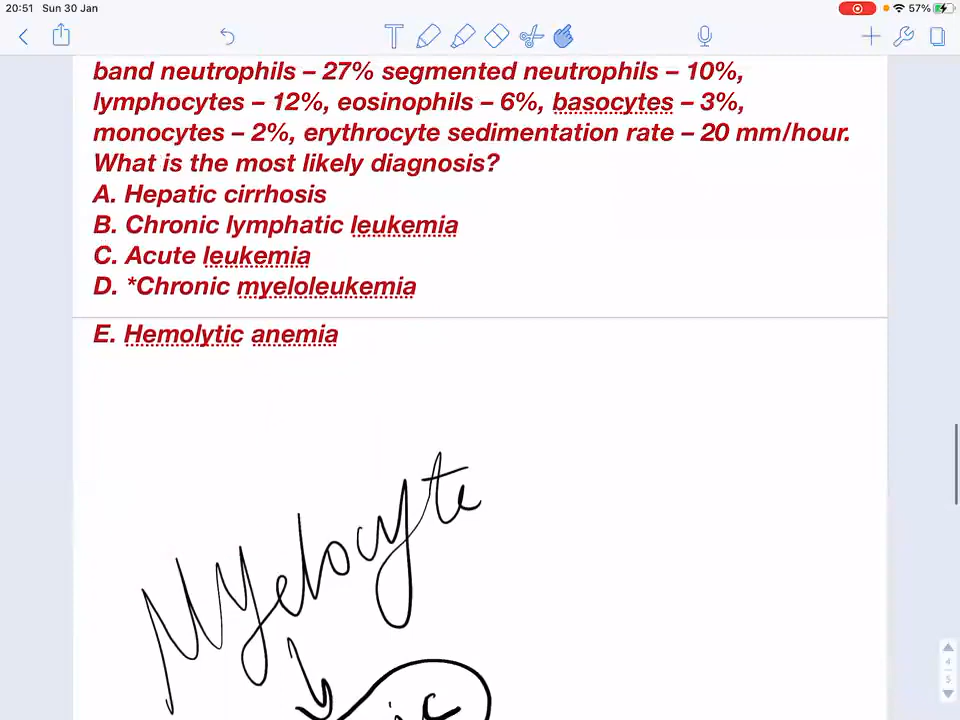 20:51 Sun 30 Jan 57%
band neutrophils – 27% segmented neutrophils – 10%,
lymphocytes – 12%, eosinophils – 6%, basocytes – 3%,
monocytes – 2%, erythrocyte sedimentation rate – 20 mm/hour.
What is the most likely diagnosis?
A. Hepatic cirrhosis
B. Chronic lymphatic leukemia
C. Acute leukemia
D. *Chronic myeloleukemia
E. Hemolytic anemia
Myelocyte
4
5